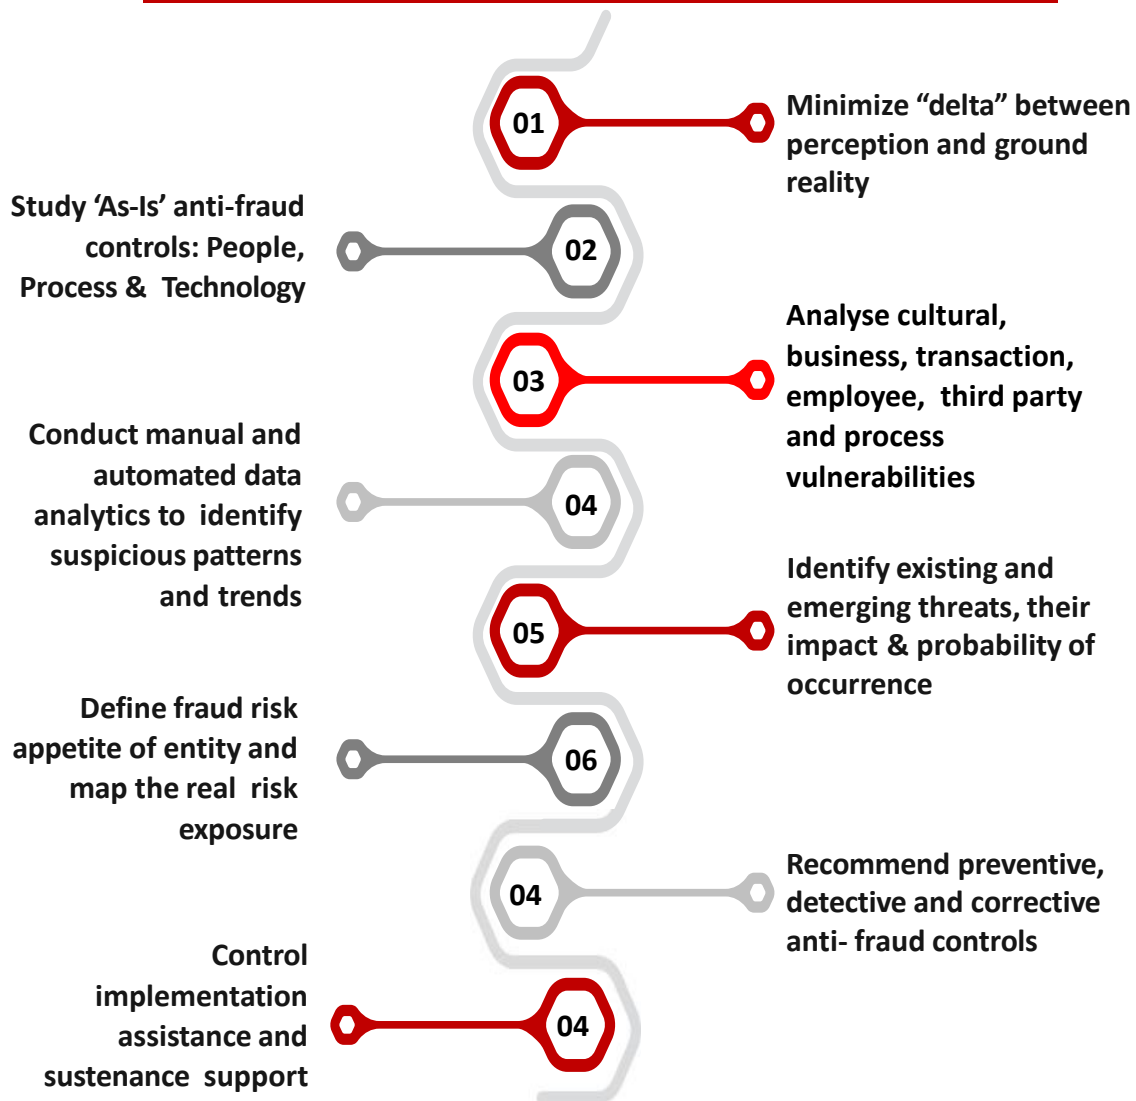 01
Minimize “delta” between
perception and ground
reality
Study ‘As-Is’ anti-fraud
controls: People,
Process & Technology
02
03
Analyse cultural,
business, transaction,
employee, third party
and process
vulnerabilities
Conduct manual and
automated data
analytics to identify
suspicious patterns
and trends
04
05
Identify existing and
emerging threats, their
impact & probability of
occurrence
Define fraud risk
appetite of entity and
map the real risk
exposure
06
04
Recommend preventive,
detective and corrective
anti- fraud controls
Control
implementation
assistance and
sustenance support
04